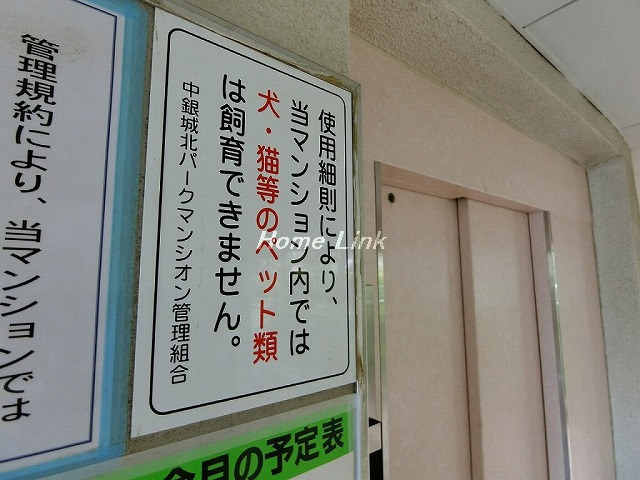 使用細則により、
当マンション内では
犬・猫等のペット類
は飼育できません。
中銀城北パークマンシオン管理組合
管理規約により、当マンションでは
今月の予定表
Home Link